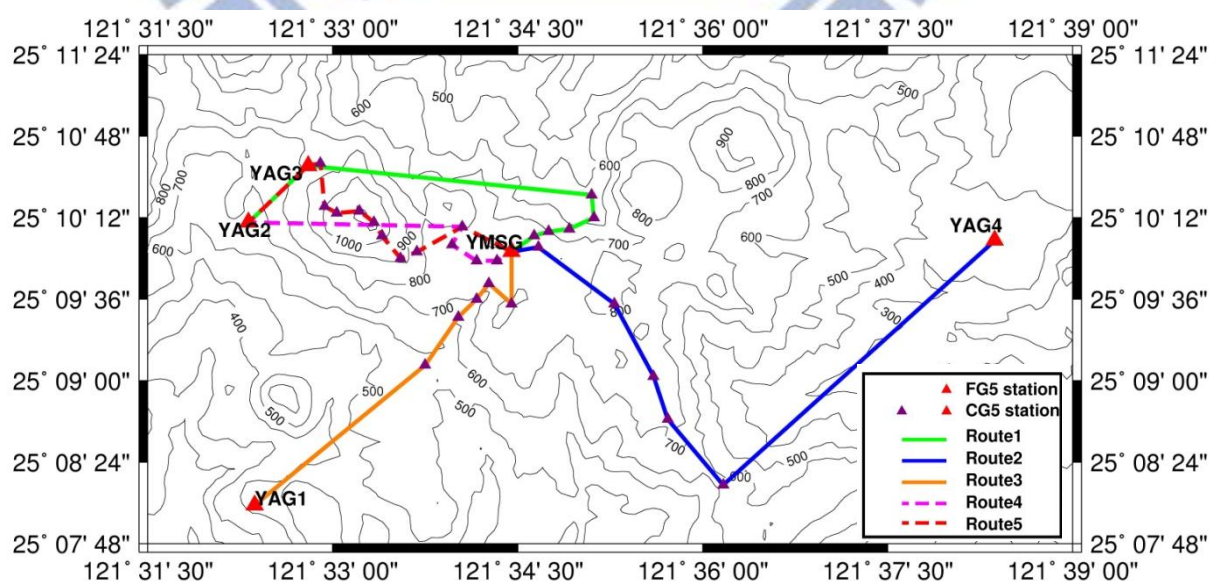 121° 31' 30" 121° 33' 00" 121° 34' 30" 121° 36' 00" 121° 37' 30" 121° 39' 00"
25° 11' 24" 25° 11' 24"
500 500
600
25° 10' 48" 900 25° 10' 48"
YAG3 600 800
800 700 700
25° 10' 12" 800 25° 10' 12"
YAG2 YAG4
1000 900 YMSG 700 600
600
800 500 400
25° 09' 36" 700 800 25° 09' 36"
400 300
25° 09' 00" 600 25° 09' 00"
500
500 500
FG5 station
CG5 station
Route1
700
25° 08' 24" 600 500 Route2 25° 08' 24"
Route3
YAG1 Route4
Route5
25° 07' 48" 25° 07' 48"
121° 31' 30" 121° 33' 00" 121° 34' 30" 121° 36' 00" 121° 37' 30" 121° 39' 00"